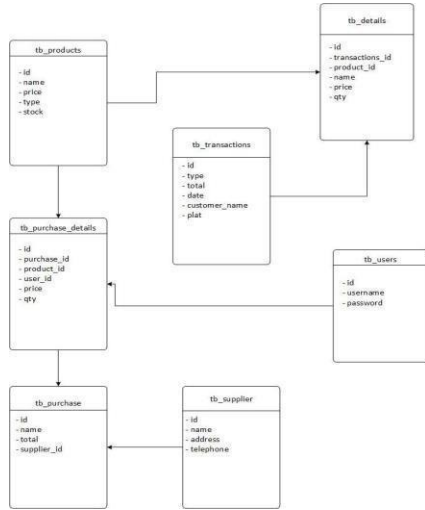 tb_details
- id
- transactions_id
- product_id
- name
- price
- qty
tb_products
- id
- name
- price
- type
- stock
tb_transactions
- id
- type
- total
- date
- customer_name
- plat
tb_purchase_details
- id
- purchase_id
- product_id
- user_id
- price
- qty
tb_users
- id
- username
- password
tb_purchase
- id
- name
- total
- supplier_id
tb_supplier
- id
- name
- address
- telephone